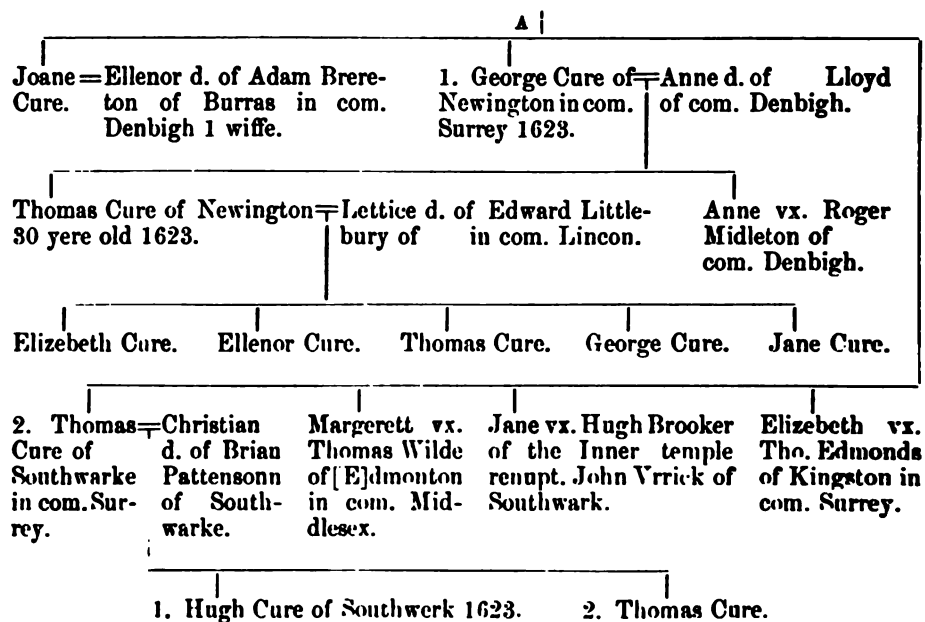 A
Joane = Ellenor d. of Adam Brere-
Cure. ton of Burras in com.
Denbigh 1 wiffe.
1. George Cure of = Anne d. of Lloyd
Newington in com. of com. Denbigh.
Surrey 1623.
Thomas Cure of Newington = Lettice d. of Edward Little-
30 yere old 1623. bury of in com. Lincon.
Anne vx. Roger
Midleton of
com. Denbigh.
Elizebeth Cure. Ellenor Cure. Thomas Cure. George Cure. Jane Cure.
2. Thomas
Cure of
Southwarke
in com. Sur-
rey.
= Christian
d. of Brian
Pattensonn
of South-
warke.
Margerett vx.
Thomas Wilde
of [E]dmonton
in com. Mid-
dlesex.
Jane vx. Hugh Brooker
of the Inner temple
renupt. John Vrrick of
Southwark.
Elizebeth vx.
Tho. Edmonds
of Kingston in
com. Surrey.
1. Hugh Cure of Southwerk 1623. 2. Thomas Cure.